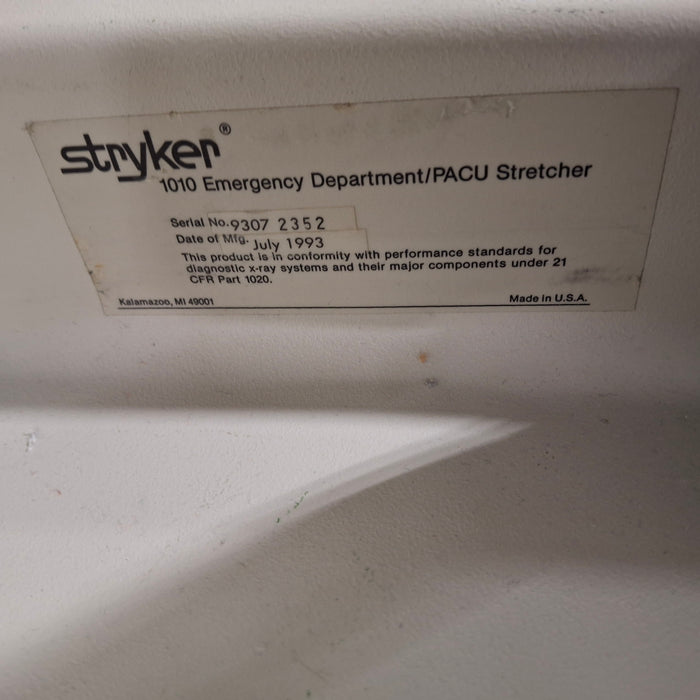 stryker®
1010 Emergency Department/PACU Stretcher
Serial No. 9307 2352
Date of Mfg. July 1993
This product is in conformity with performance standards for
diagnostic x-ray systems and their major components under 21
CFR Part 1020.
Kalamazoo, MI 49001 Made in U.S.A.